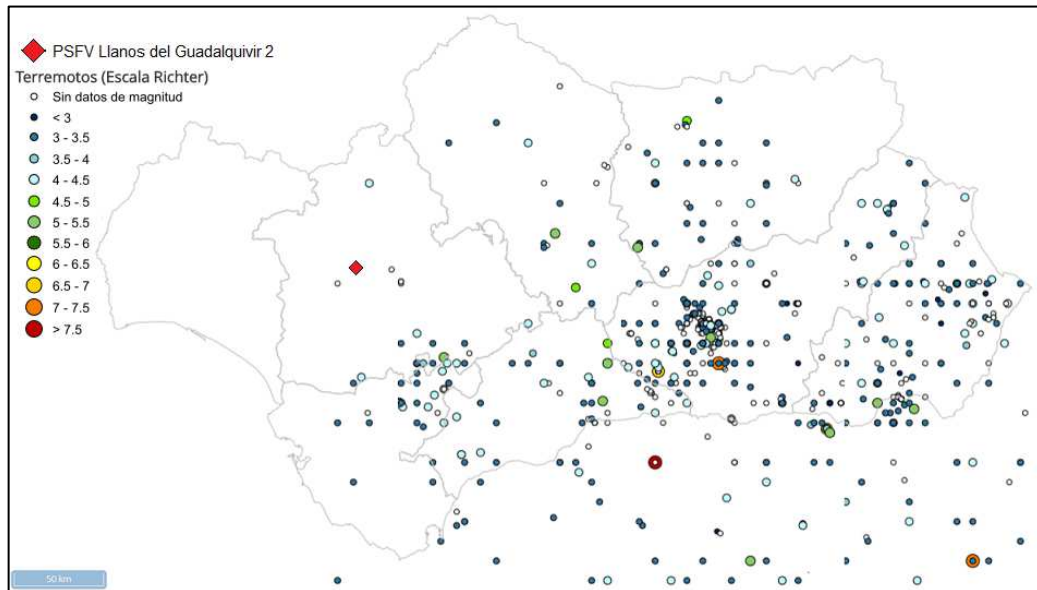 PSFV Llanos del Guadalquivir 2
Terremotos (Escala Richter)
Sin datos de magnitud
< 3
3 - 3.5
3.5 - 4
4 - 4.5
4.5 - 5
5 - 5.5
5.5 - 6
6 - 6.5
6.5 - 7
7 - 7.5
> 7.5
50 km